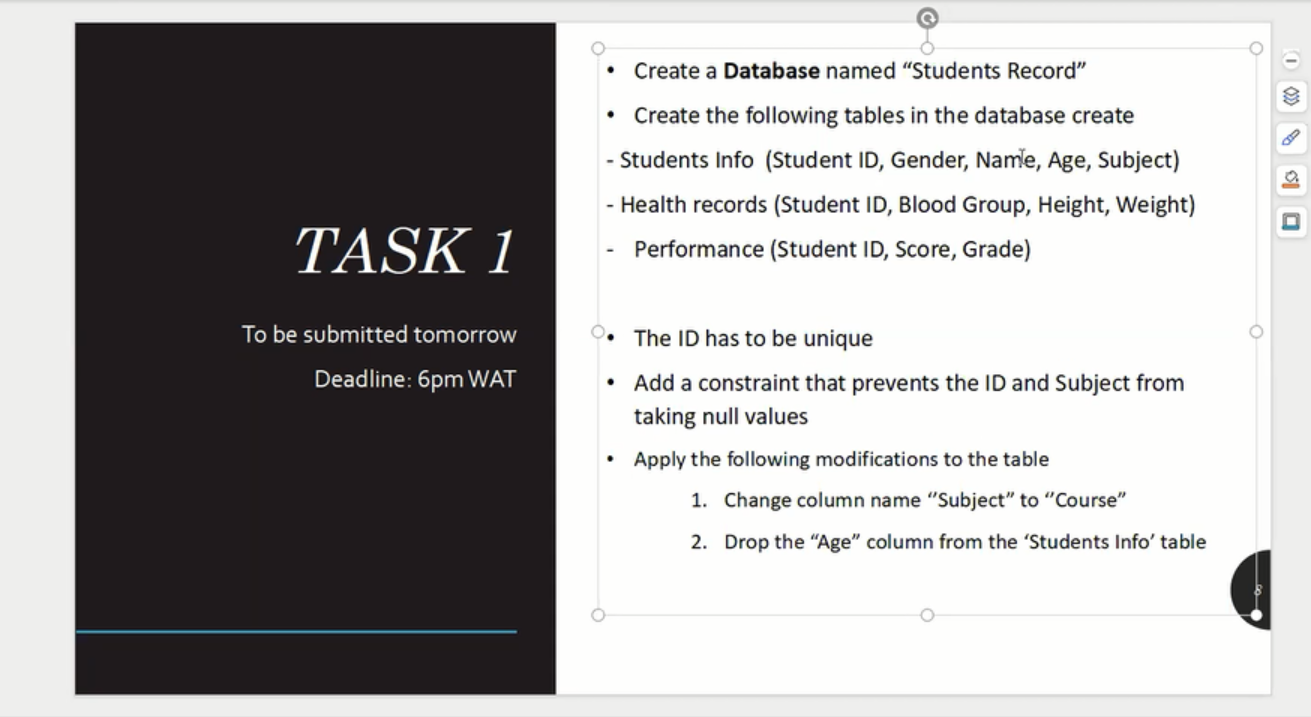 TASK 1
To be submitted tomorrow
Deadline: 6pm WAT
• Create a Database named “Students Record”
• Create the following tables in the database create
- Students Info (Student ID, Gender, Name, Age, Subject)
- Health records (Student ID, Blood Group, Height, Weight)
- Performance (Student ID, Score, Grade)
• The ID has to be unique
• Add a constraint that prevents the ID and Subject from
taking null values
• Apply the following modifications to the table
1. Change column name “Subject” to “Course”
2. Drop the “Age” column from the ‘Students Info’ table
8